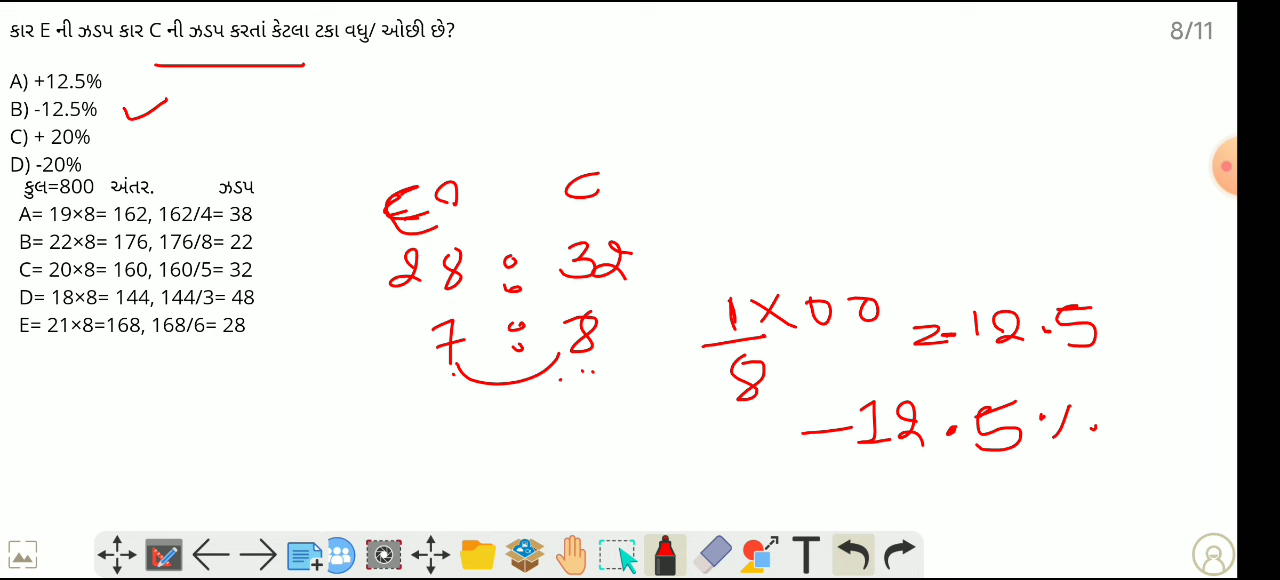 કાર E ની ઝડપ કાર C ની ઝડપ કરતાં કેટલા ટકા વધુ/ ઓછી છે?
8/11
A) +12.5%
B) -12.5%
C) + 20%
D) -20%
કુલ=800 અંતર. ઝડપ
A= 19×8= 162, 162/4= 38
B= 22×8= 176, 176/8= 22
C= 20×8= 160, 160/5= 32
D= 18×8= 144, 144/3= 48
E= 21×8=168, 168/6= 28
E C
28 : 32
7 : 8
1×00 = 12.5
8
-12.5%
T